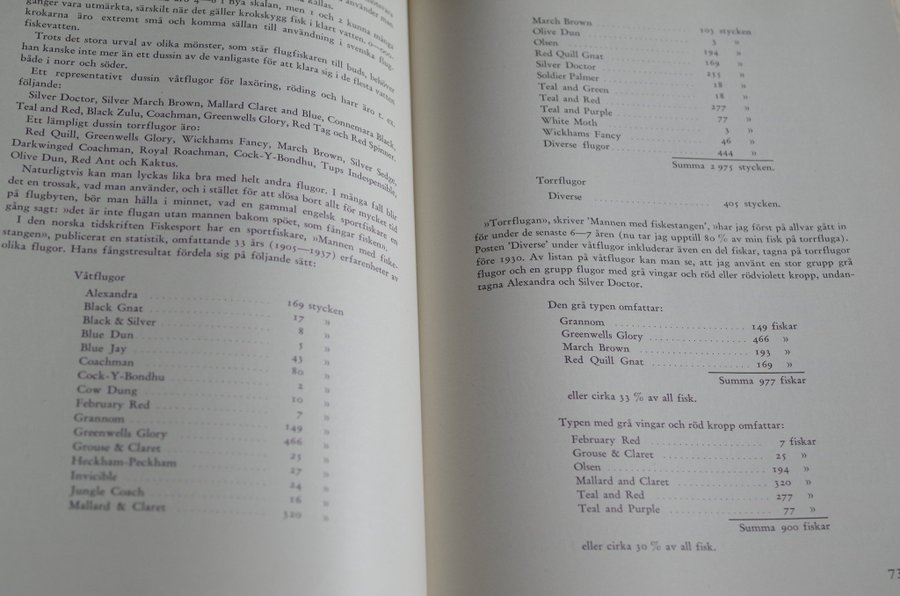 gånger vara utmärkta, särskilt när det gäller krokskygg fisk i klart vatten.
krokarna äro extremt små och komma sällan till användning i svenska flug-
fiskevatten.
Trots det stora urval av olika mönster, som står flugfiskaren till buds, behöver
han kanske inte mer än ett dussin av de vanligaste för att klara sig i de flesta vatten
både i norr och söder.
Ett representativt dussin våtflugor för laxöring, röding och harr äro t. ex.
följande:
Silver Doctor, Silver March Brown, Mallard Claret and Blue, Connemara Black,
Teal and Red, Black Zulu, Coachman, Greenwells Glory, Red Tag och Red Spinner.
Ett lämpligt dussin torrflugor äro:
Red Quill, Greenwells Glory, Wickhams Fancy, March Brown, Silver Sedge,
Darkwinged Coachman, Royal Roachman, Cock-Y-Bondhu, Tups Indespensible,
Olive Dun, Red Ant och Kaktus.
Naturligtvis kan man lyckas lika bra med helt andra flugor. I många fall blir
det en trossak, vad man använder, och i stället för att slösa bort allt för mycket tid
på flugbyten, bör man hålla i minnet, vad en gammal engelsk sportfiskare en
gång sagt: »det är inte flugan utan mannen bakom spöet, som fångar fisken».
I den norska tidskriften Fiskesport har en sportfiskare, »Mannen med fiske-
stangen», publicerat en statistik, omfattande 33 års (1905—1937) erfarenheter av
olika flugor. Hans fångstresultat fördela sig på följande sätt:
Våtflugor
Alexandra 169 stycken
Black Gnat 17 »
Black & Silver 8 »
Blue Dun 5 »
Blue Jay 43 »
Coachman 80 »
Cock-Y-Bondhu 2 »
Cow Dung 10 »
February Red 7 »
Grannom 149 »
Greenwells Glory 466 »
Grouse & Claret 25 »
Heckham-Peckham 27 »
Invicible 24 »
Jungle Coach 16 »
Mallard & Claret 320 »
March Brown 193 stycken
Olive Dun 3 »
Olsen 194 »
Red Quill Gnat 169 »
Silver Doctor 255 »
Soldier Palmer 18 »
Teal and Green 18 »
Teal and Red 277 »
Teal and Purple 77 »
White Moth 3 »
Wickhams Fancy 46 »
Diverse flugor 444 »
Summa 2 975 stycken.
Torrflugor
Diverse 405 stycken.
»Torrflugan», skriver 'Mannen med fiskestangen', »har jag först på allvar gått in
för under de senaste 6—7 åren (nu tar jag upptill 80 % av min fisk på torrfluga).
Posten 'Diverse' under våtflugor inkluderar även en del fiskar, tagna på torrflugor
före 1930. Av listan på våtflugor kan man se, att jag använt en stor grupp grå
flugor och en grupp flugor med grå vingar och röd eller rödviolett kropp, undan-
tagna Alexandra och Silver Doctor.
Den grå typen omfattar:
Grannom 149 fiskar
Greenwells Glory 466 »
March Brown 193 »
Red Quill Gnat 169 »
Summa 977 fiskar
eller cirka 33 % av all fisk.
Typen med grå vingar och röd kropp omfattar:
February Red 7 fiskar
Grouse & Claret 25 »
Olsen 194 »
Mallard and Claret 320 »
Teal and Red 277 »
Teal and Purple 77 »
Summa 900 fiskar
eller cirka 30 % av all fisk.
73